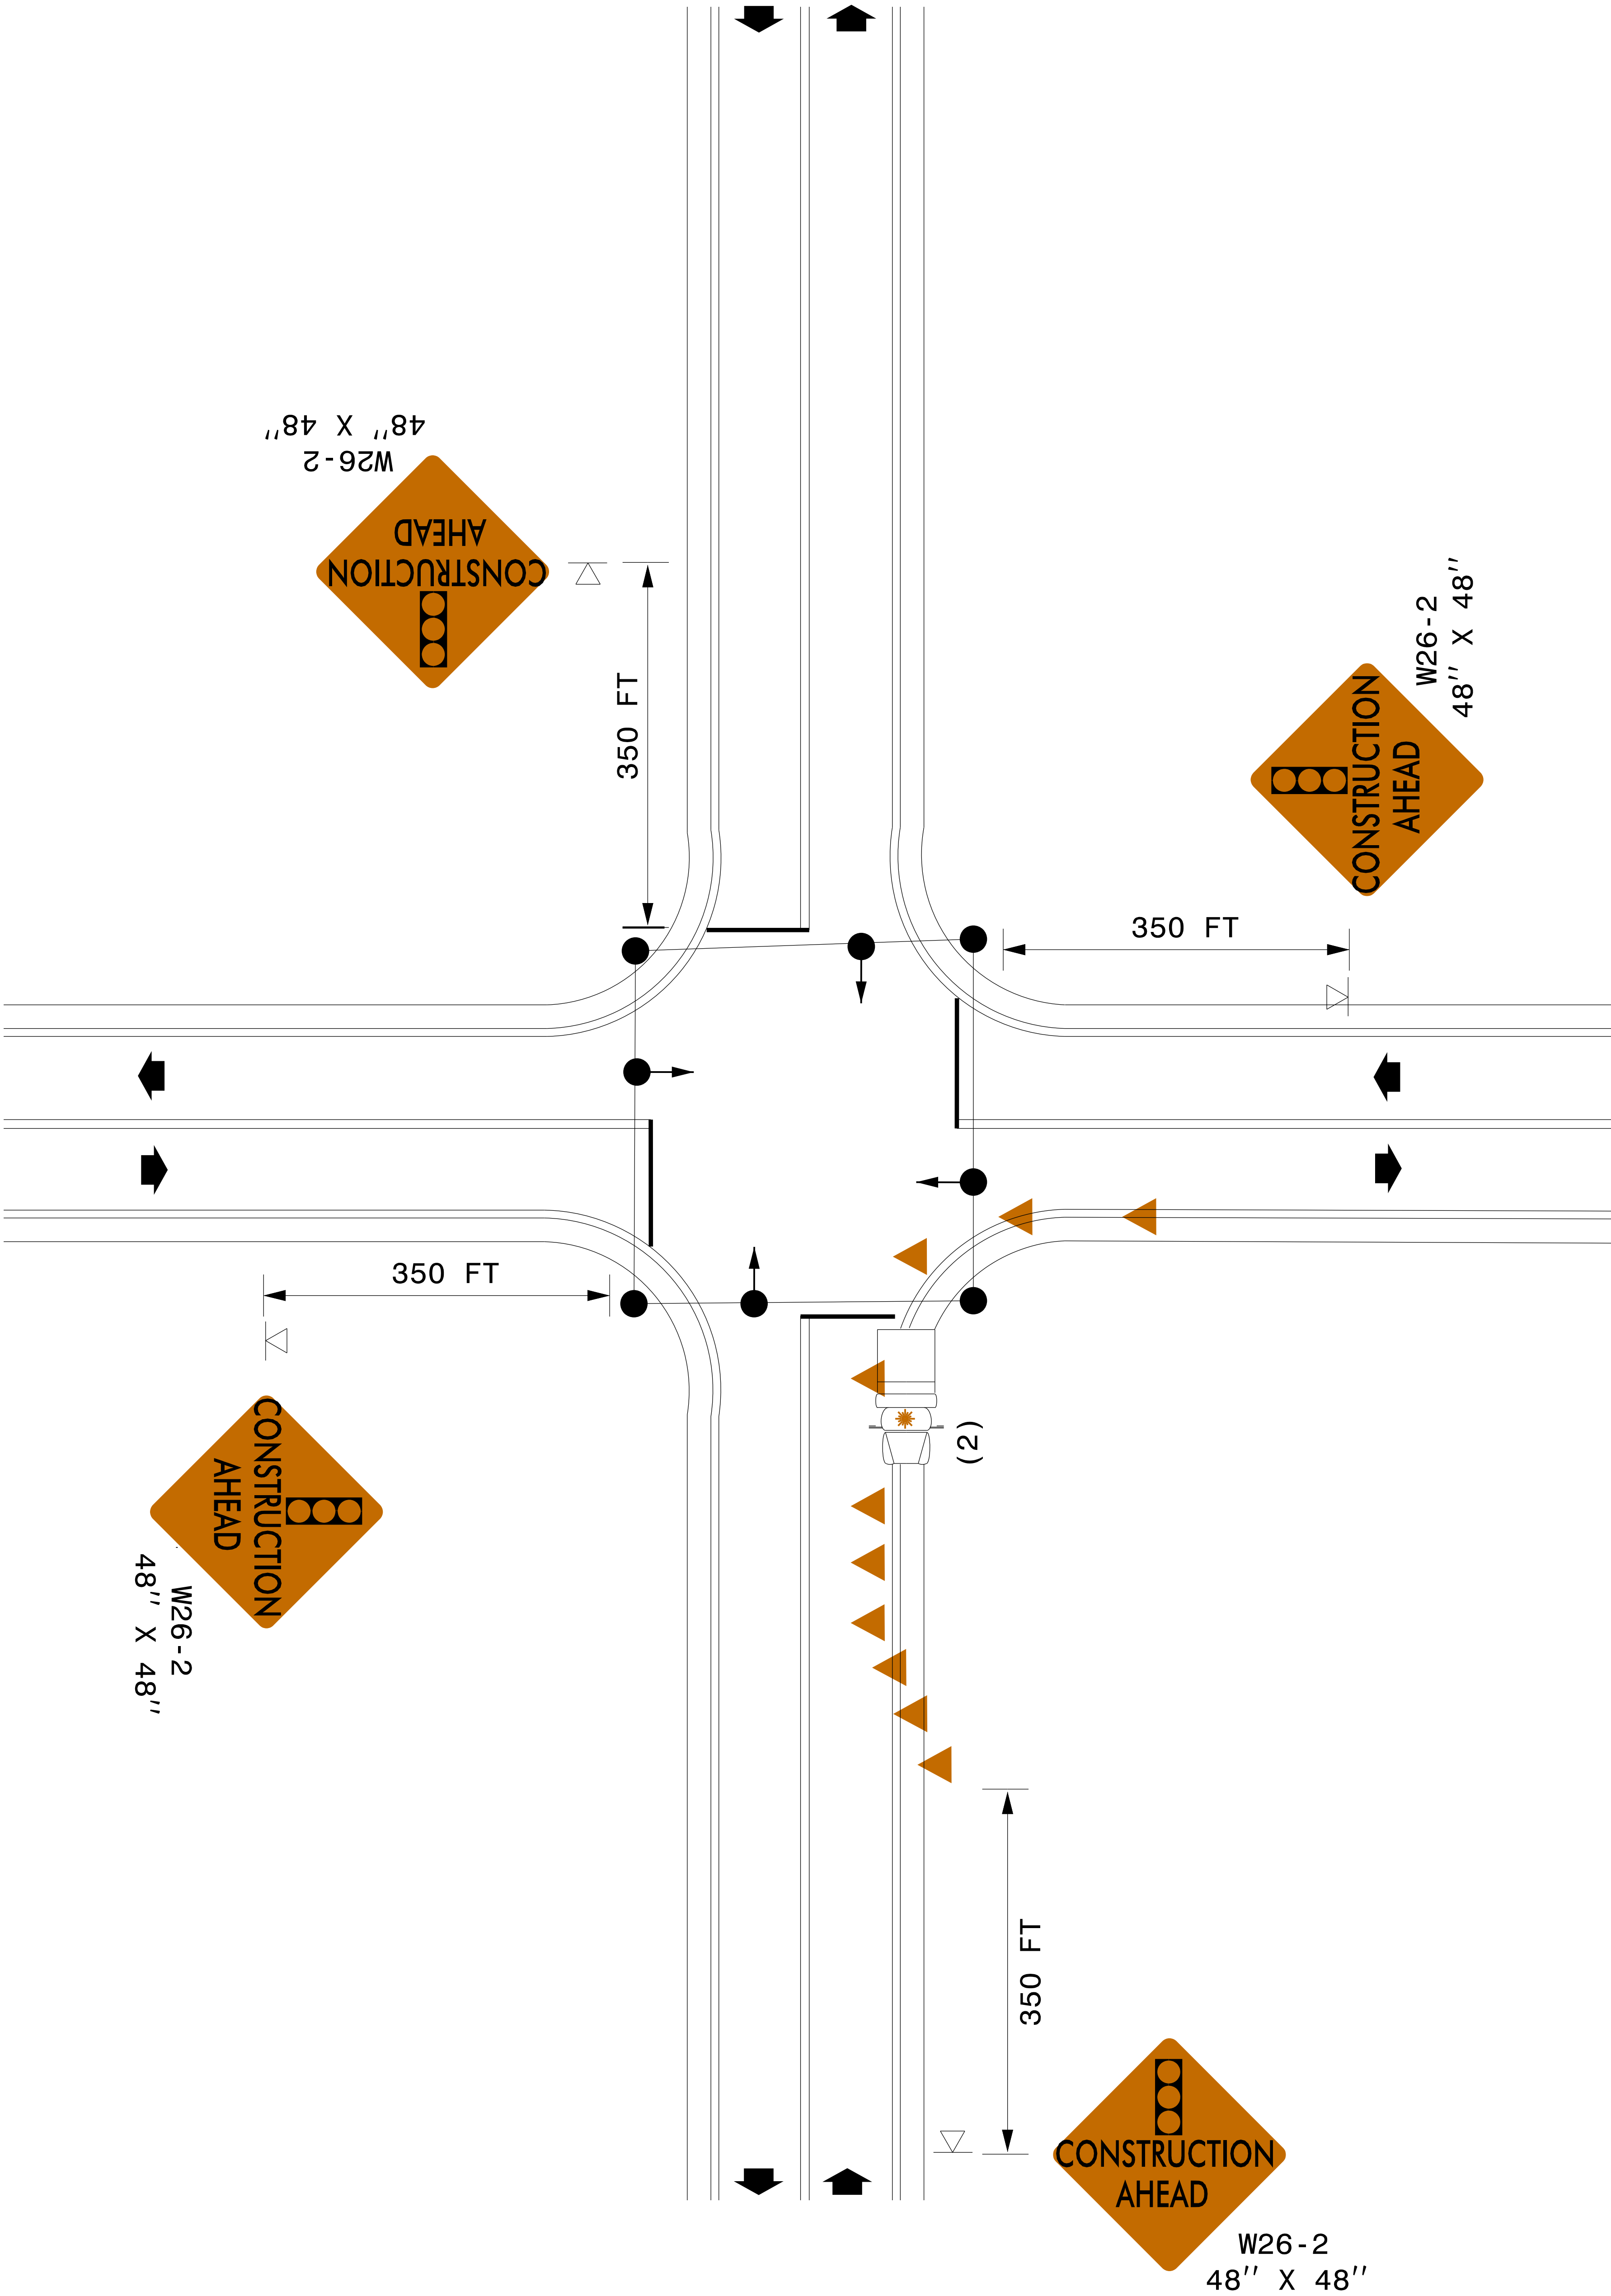 48'' X 48''
W26-2
CONSTRUCTION
AHEAD
350 FT
W26-2
48'' X 48''
CONSTRUCTION
AHEAD
350 FT
350 FT
CONSTRUCTION
AHEAD
W26-2
48'' X 48''
(2)
350 FT
CONSTRUCTION
AHEAD
W26-2
48'' X 48''